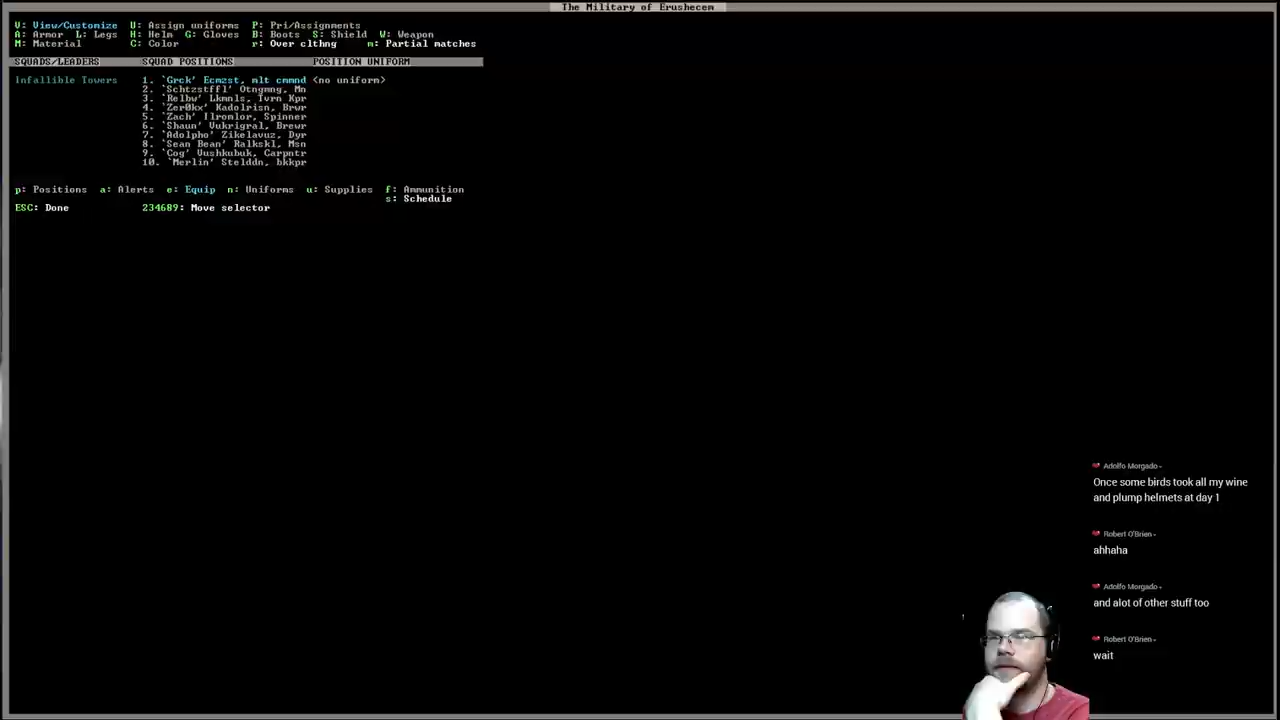 The Military of Erushecem
V: View/Customize U: Assign uniforms P: Pri/Assignments
A: Armor L: Legs H: Helm G: Gloves B: Boots S: Shield W: Weapon
M: Material C: Color r: Over clthng m: Partial matches
SQUADS/LEADERS SQUAD POSITIONS POSITION UNIFORM
Infallible Towers 1. `Grck' Ecmzst, mlt cmmnd <no uniform>
2. `Schtzstffl' Otngmng, Mn
3. `Relbw' Lkmnls, Tvrn Kpr
4. `Zer0kx' Kadolrisn, Brwr
5. `Zach' Ilromlor, Spinner
6. `Shaun' Vukrigral, Brewr
7. `Adolpho' Zikelavuz, Dyr
8. `Sean Bean' Ralkskl, Msn
9. `Cog' Vushkubuk, Carpntr
10. `Merlin' Stelddn, bkkpr
p: Positions a: Alerts e: Equip n: Uniforms u: Supplies f: Ammunition
s: Schedule
ESC: Done 234689: Move selector
Adolfo Morgado
Once some birds took all my wine
and plump helmets at day 1
Robert O'Brien
ahhaha
Adolfo Morgado
and alot of other stuff too
Robert O'Brien
wait